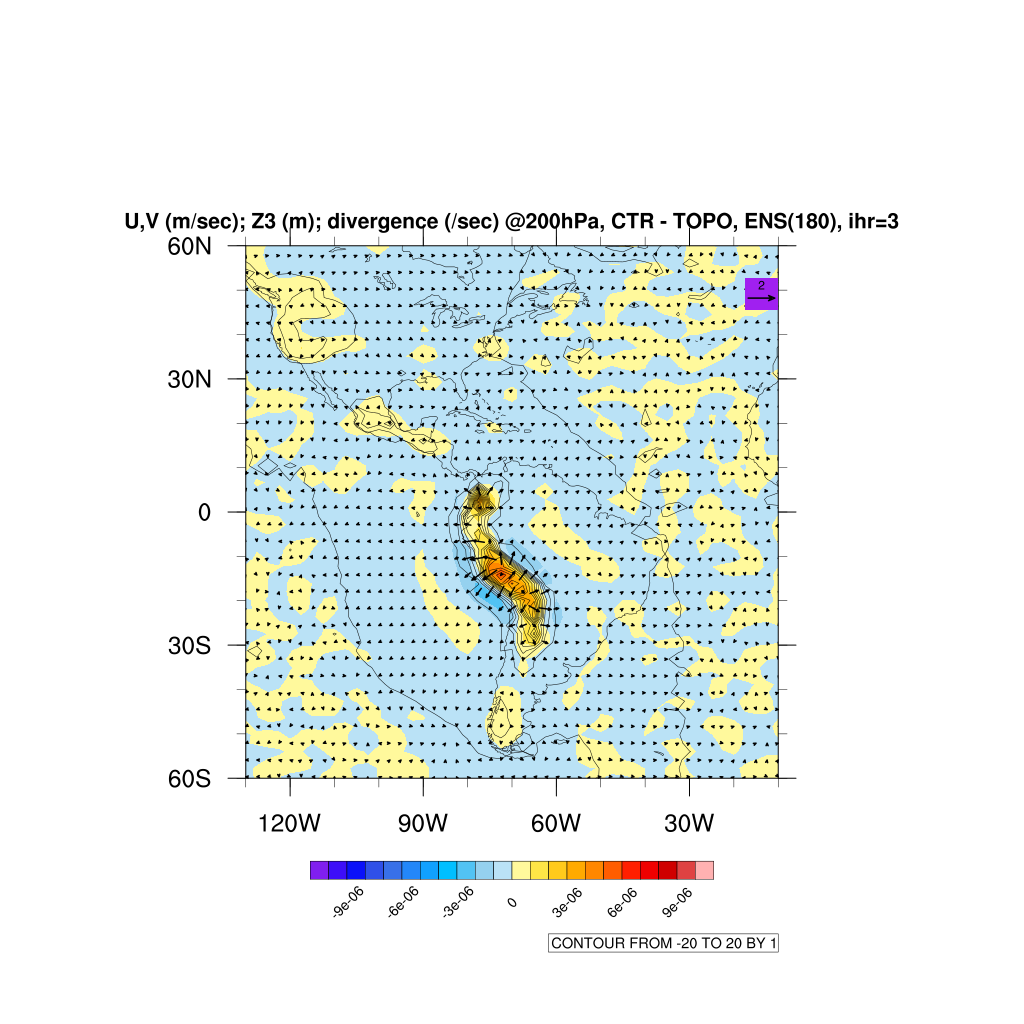 U,V (m/sec); Z3 (m); divergence (/sec) @200hPa, CTR - TOPO, ENS(180), ihr=3
60N
2
30N
0
30S
60S
120W 90W 60W 30W
-9e-06 -6e-06 -3e-06 0 3e-06 6e-06 9e-06
CONTOUR FROM -20 TO 20 BY 1